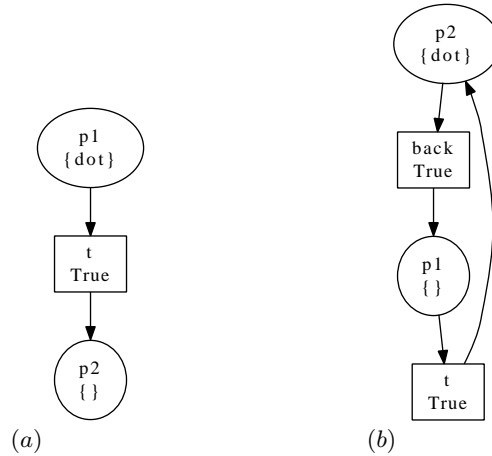 p1
{dot}
t
True
p2
{}
(a)
p2
{dot}
back
True
p1
{}
t
True
(b)